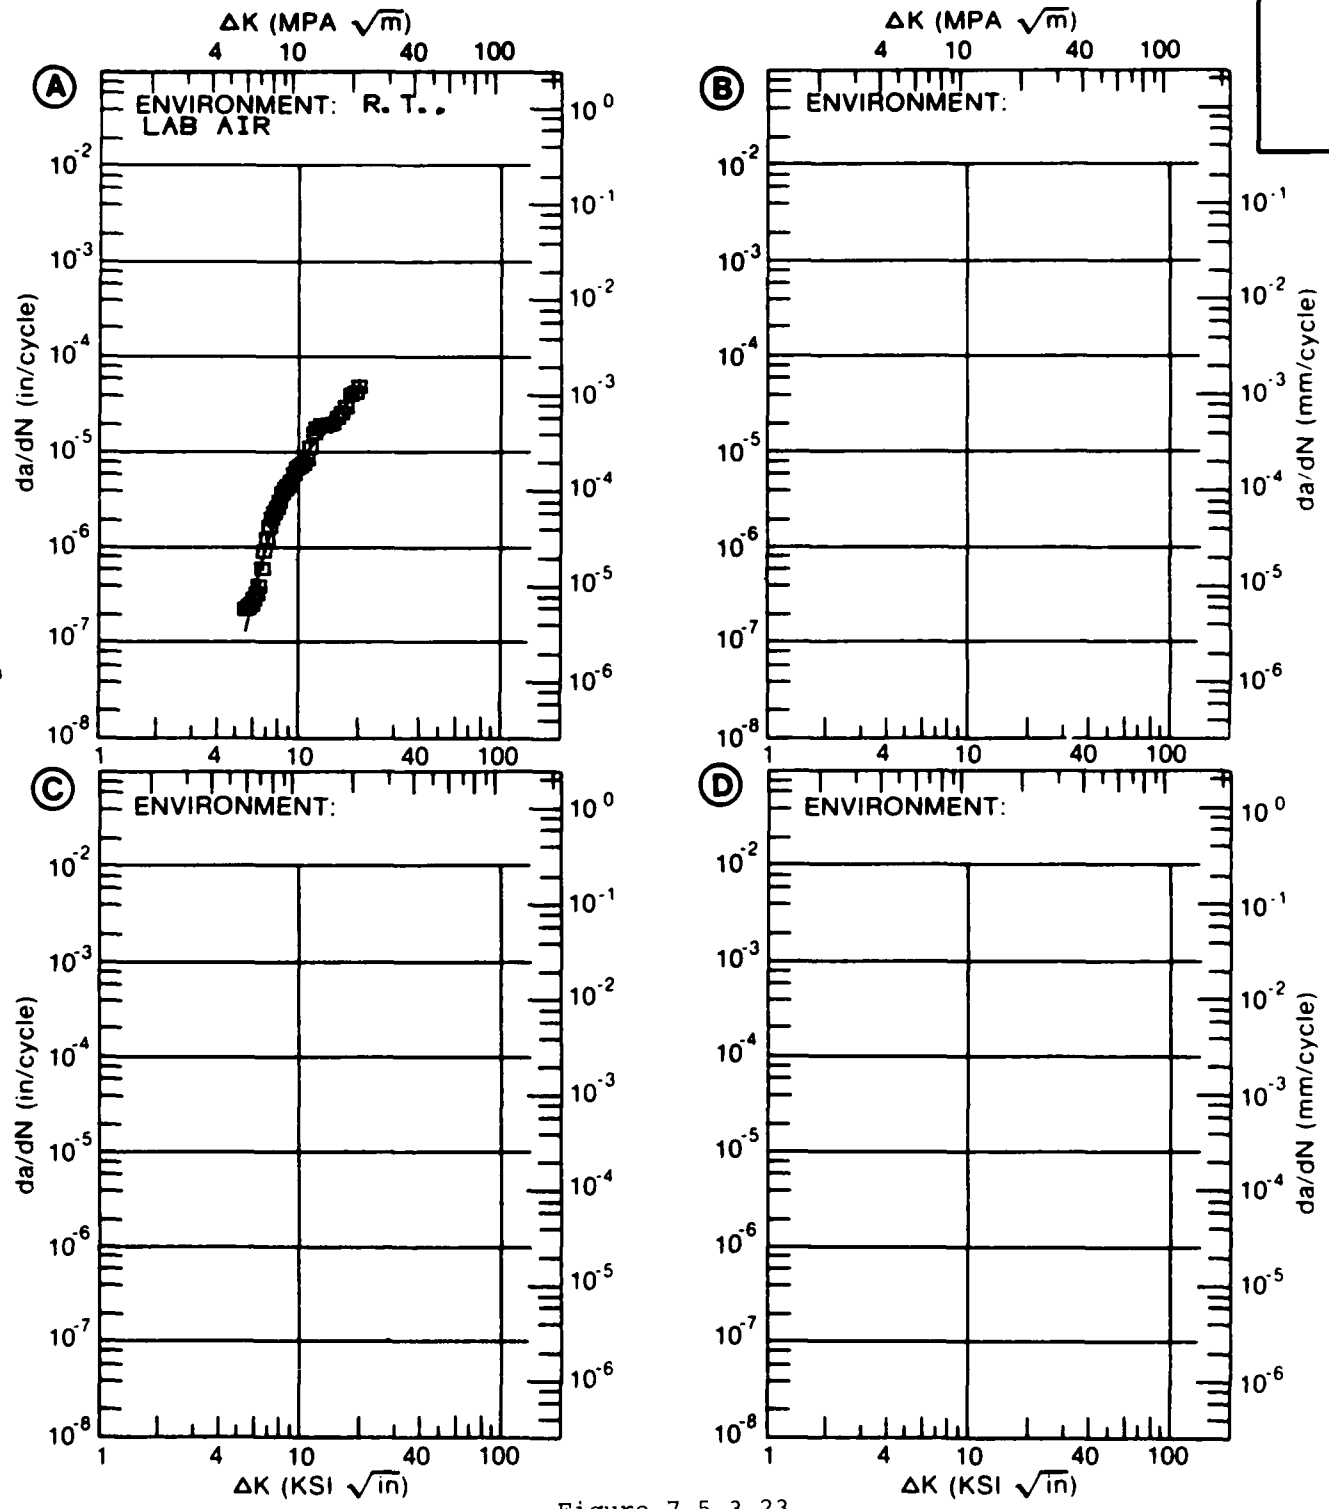 ΔK (MPA √m)
4 10 40 100
ΔK (MPA √m)
4 10 40 100
A
ENVIRONMENT: R.T.,
LAB AIR
10⁰
10⁻¹
10⁻²
10⁻³
10⁻⁴
10⁻⁵
10⁻⁶
da/dN (in/cycle)
10⁻²
10⁻³
10⁻⁴
10⁻⁵
10⁻⁶
10⁻⁷
10⁻⁸
1 4 10 40 100
B
ENVIRONMENT:
10⁻²
10⁻³
10⁻⁴
10⁻⁵
10⁻⁶
10⁻⁷
10⁻⁸
10⁻¹
10⁻²
10⁻³
10⁻⁴
10⁻⁵
10⁻⁶
da/dN (mm/cycle)
1 4 10 40 100
C
ENVIRONMENT:
da/dN (in/cycle)
10⁻²
10⁻³
10⁻⁴
10⁻⁵
10⁻⁶
10⁻⁷
10⁻⁸
10⁰
10⁻¹
10⁻²
10⁻³
10⁻⁴
10⁻⁵
10⁻⁶
1 4 10 40 100
ΔK (KSI √in)
D
ENVIRONMENT:
10⁻²
10⁻³
10⁻⁴
10⁻⁵
10⁻⁶
10⁻⁷
10⁻⁸
10⁰
10⁻¹
10⁻²
10⁻³
10⁻⁴
10⁻⁵
10⁻⁶
da/dN (mm/cycle)
1 4 10 40 100
ΔK (KSI √in)
Figure 7.5.3.23